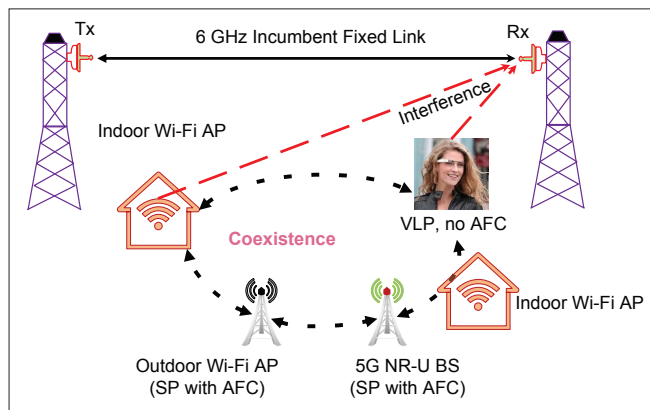 Tx
6 GHz Incumbent Fixed Link
Rx
Interference
Indoor Wi-Fi AP
VLP, no AFC
Coexistence
Indoor Wi-Fi AP
Outdoor Wi-Fi AP
(SP with AFC)
5G NR-U BS
(SP with AFC)